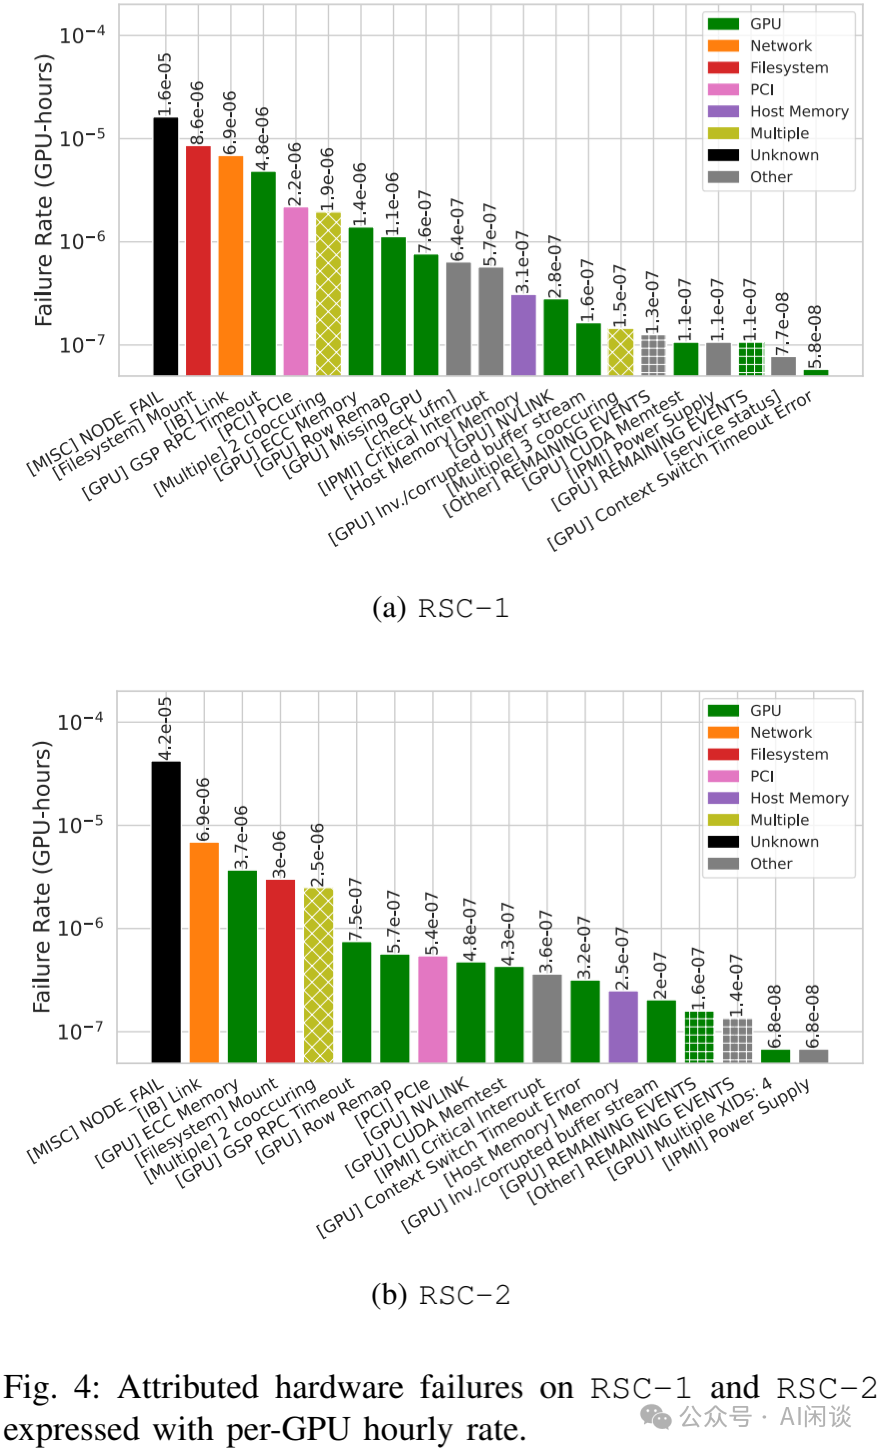 10⁻⁴
10⁻⁵
10⁻⁶
10⁻⁷
Failure Rate (GPU-hours)
1.6e-05
8.6e-06
6.9e-06
4.8e-06
2.2e-06
1.9e-06
1.4e-06
1.1e-06
7.6e-07
6.4e-07
5.7e-07
3.1e-07
2.8e-07
1.6e-07
1.5e-07
1.3e-07
1.1e-07
1.1e-07
1.1e-07
7.7e-08
5.8e-08
GPU
Network
Filesystem
PCI
Host Memory
Multiple
Unknown
Other
[MISC] NODE_FAIL
[Filesystem] Mount
[IB] Link
[GPU] GSP RPC Timeout
[PCI] PCIe
[Multiple] 2 cooccuring
[GPU] ECC Memory
[GPU] Row Remap
[GPU] Missing GPU
[check_ufm]
[IPMI] Critical Interrupt
[Host Memory] Memory
[GPU] NVLINK
[GPU] Inv./corrupted buffer stream
[Multiple] 3 cooccuring
[Other] REMAINING EVENTS
[GPU] CUDA Memtest
[IPMI] Power Supply
[GPU] REMAINING EVENTS
[service status]
[GPU] Context Switch Timeout Error
(a) RSC-1
10⁻⁴
10⁻⁵
10⁻⁶
10⁻⁷
Failure Rate (GPU-hours)
4.2e-05
6.9e-06
3.7e-06
3e-06
2.5e-06
7.5e-07
5.7e-07
5.4e-07
4.8e-07
4.3e-07
3.6e-07
3.2e-07
2.5e-07
2e-07
1.6e-07
1.4e-07
6.8e-08
6.8e-08
GPU
Network
Filesystem
PCI
Host Memory
Multiple
Unknown
Other
[MISC] NODE_FAIL
[IB] Link
[GPU] ECC Memory
[Filesystem] Mount
[Multiple] 2 cooccuring
[GPU] GSP RPC Timeout
[GPU] Row Remap
[PCI] PCIe
[GPU] NVLINK
[GPU] CUDA Memtest
[IPMI] Critical Interrupt
[GPU] Context Switch Timeout Error
[Host Memory] Memory
[GPU] Inv./corrupted buffer stream
[GPU] REMAINING EVENTS
[Other] REMAINING EVENTS
[GPU] Multiple XIDs: 4
[IPMI] Power Supply
(b) RSC-2
Fig. 4: Attributed hardware failures on RSC-1 and RSC-2
expressed with per-GPU hourly rate.
公众号 · AI闲谈